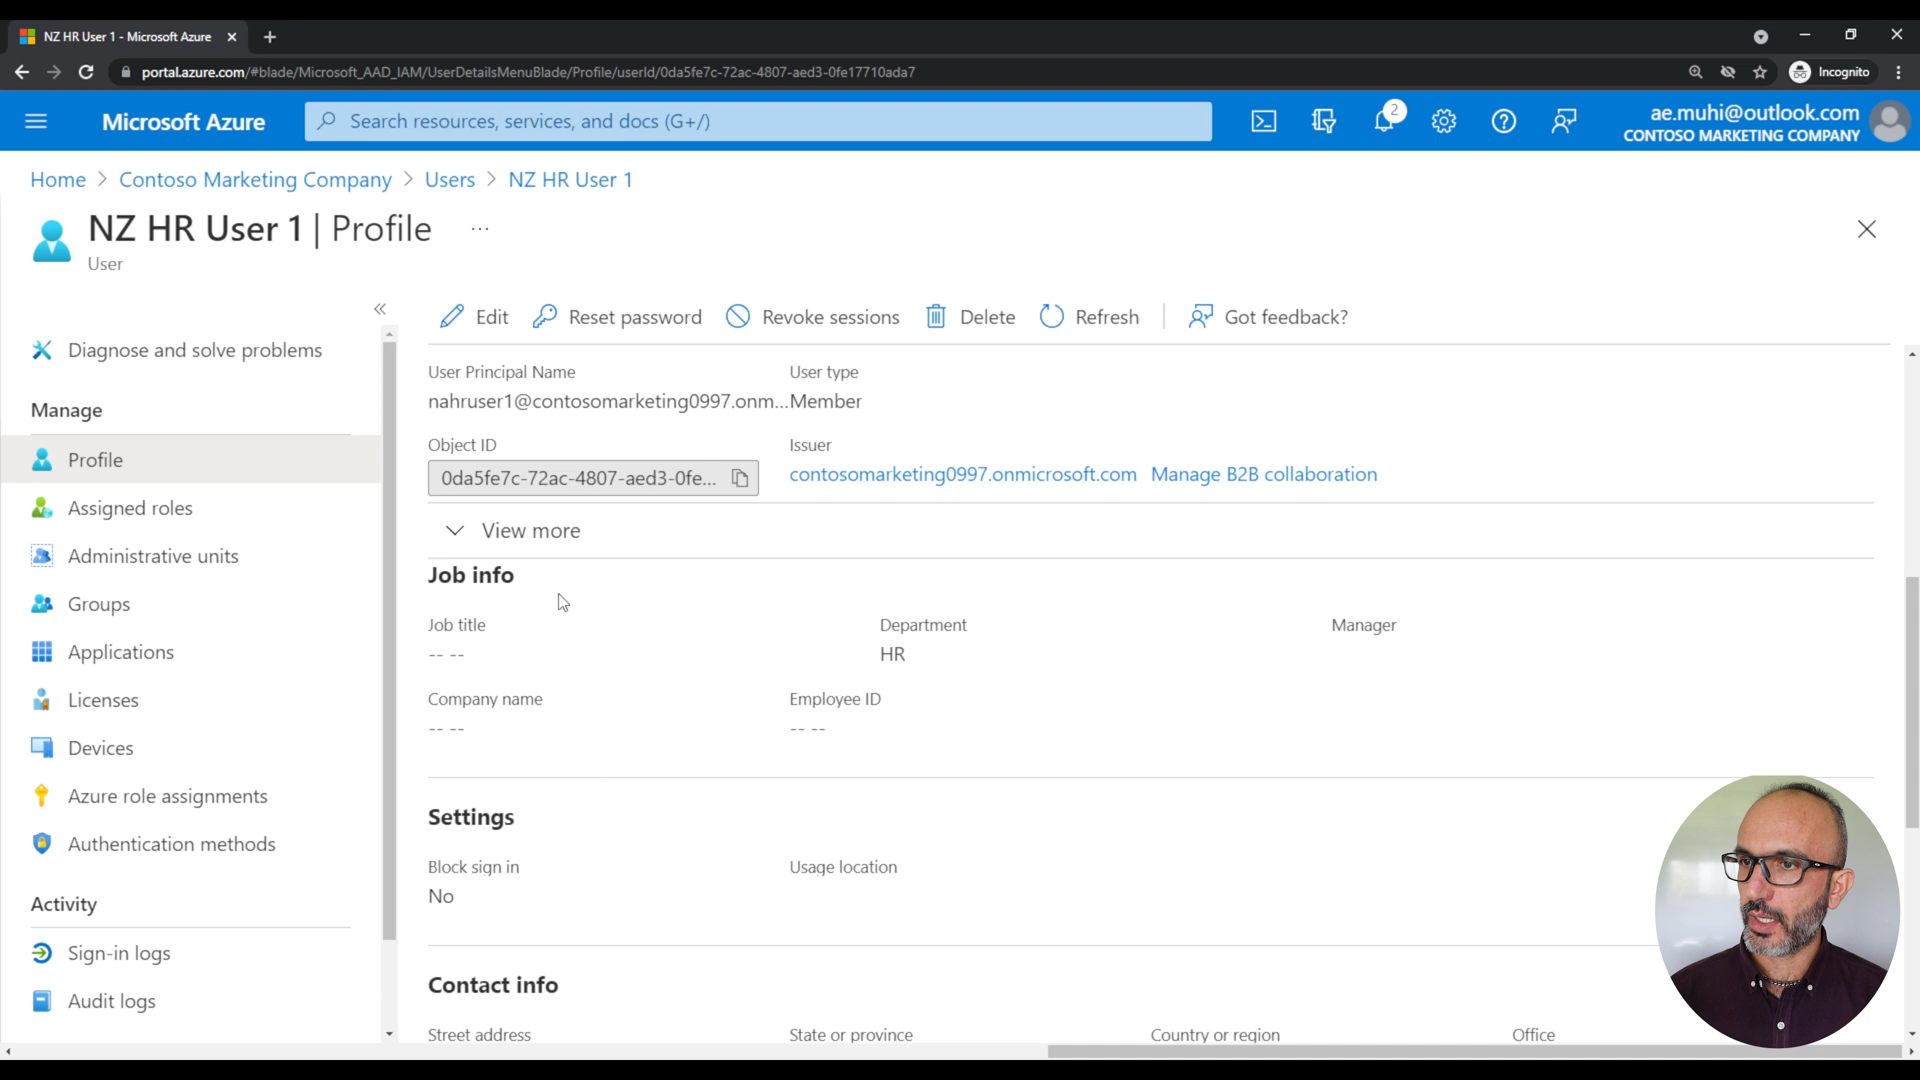 NZ HR User 1 - Microsoft Azure
portal.azure.com/#blade/Microsoft_AAD_IAM/UserDetailsMenuBlade/Profile/userId/0da5fe7c-72ac-4807-aed3-0fe17710ada7
Incognito
Microsoft Azure
Search resources, services, and docs (G+/)
2
ae.muhi@outlook.com
CONTOSO MARKETING COMPANY
Home > Contoso Marketing Company > Users > NZ HR User 1
NZ HR User 1 | Profile ...
User
Diagnose and solve problems
Manage
Profile
Assigned roles
Administrative units
Groups
Applications
Licenses
Devices
Azure role assignments
Authentication methods
Activity
Sign-in logs
Audit logs
Edit Reset password Revoke sessions Delete Refresh Got feedback?
User Principal Name User type
nahruser1@contosomarketing0997.onm... Member
Object ID Issuer
0da5fe7c-72ac-4807-aed3-0fe... contosomarketing0997.onmicrosoft.com Manage B2B collaboration
View more
Job info
Job title Department Manager
-- -- HR
Company name Employee ID
-- -- -- --
Settings
Block sign in Usage location
No
Contact info
Street address State or province Country or region Office